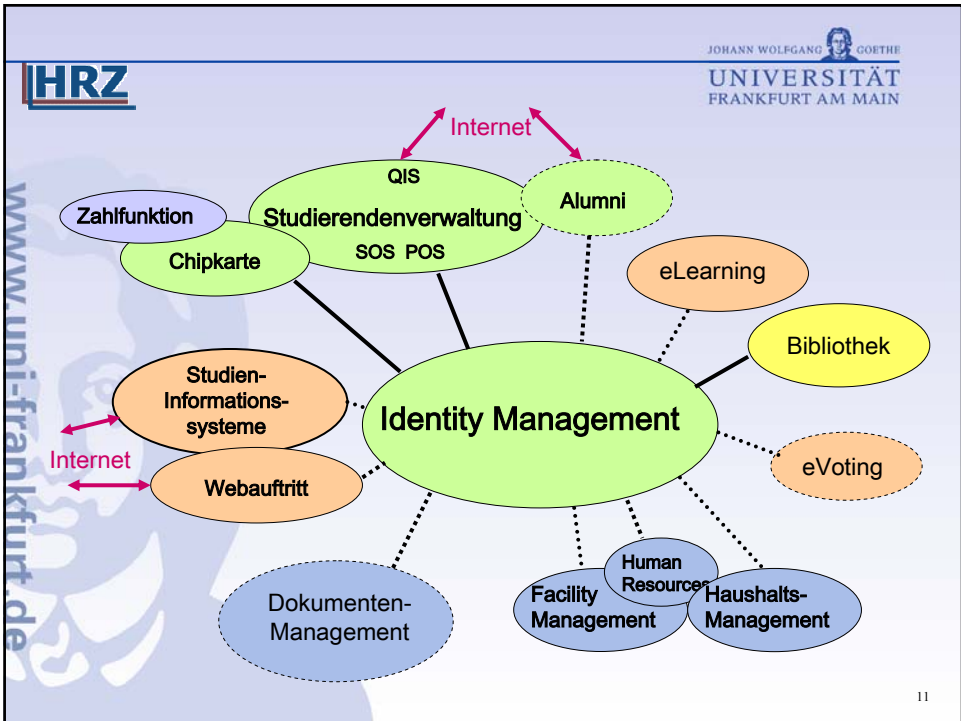 HRZ
JOHANN WOLFGANG GOETHE
UNIVERSITÄT
FRANKFURT AM MAIN
www.uni-frankfurt.de
Internet
QIS
Studierendenverwaltung
SOS POS
Alumni
Zahlfunktion
Chipkarte
eLearning
Bibliothek
Studien-
Informations-
systeme
Identity Management
Internet
Webauftritt
eVoting
Dokumenten-
Management
Facility
Management
Human
Resources
Haushalts-
Management
11